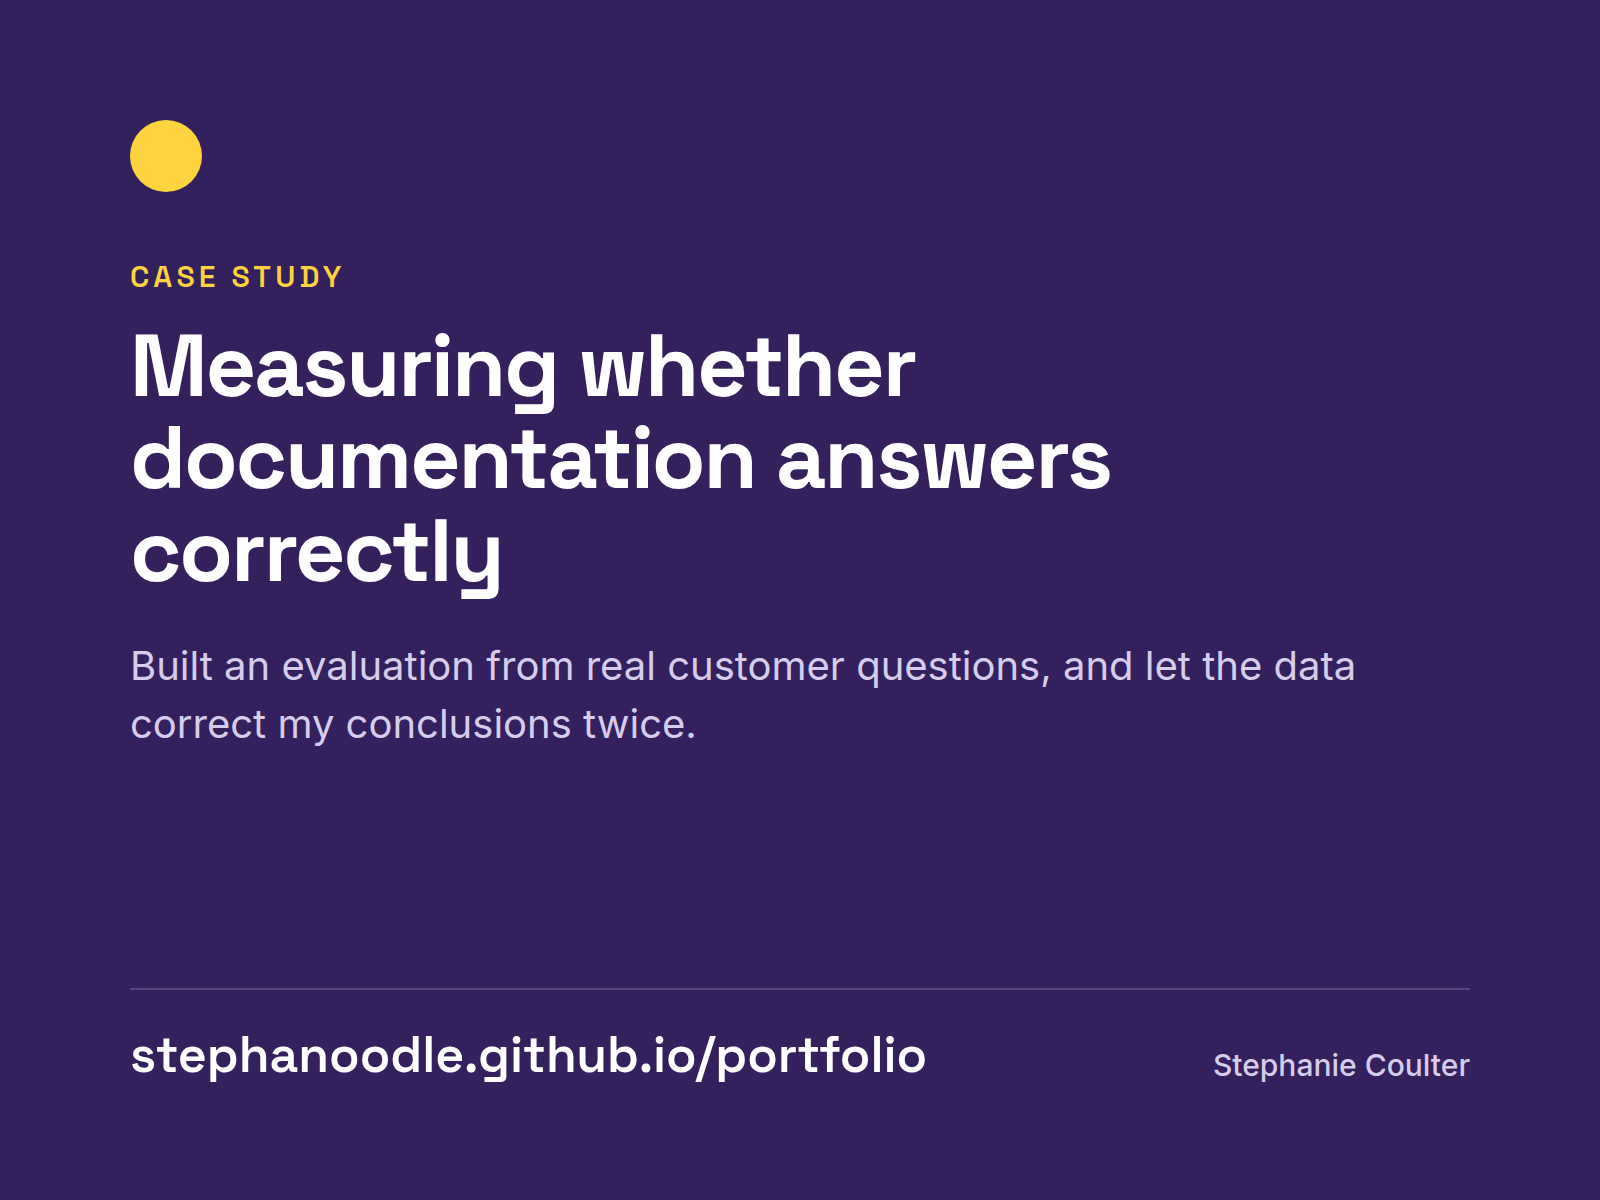 CASE STUDY
Measuring whether
documentation answers
correctly
Built an evaluation from real customer questions, and let the data
correct my conclusions twice.
stephanoodle.github.io/portfolio
Stephanie Coulter